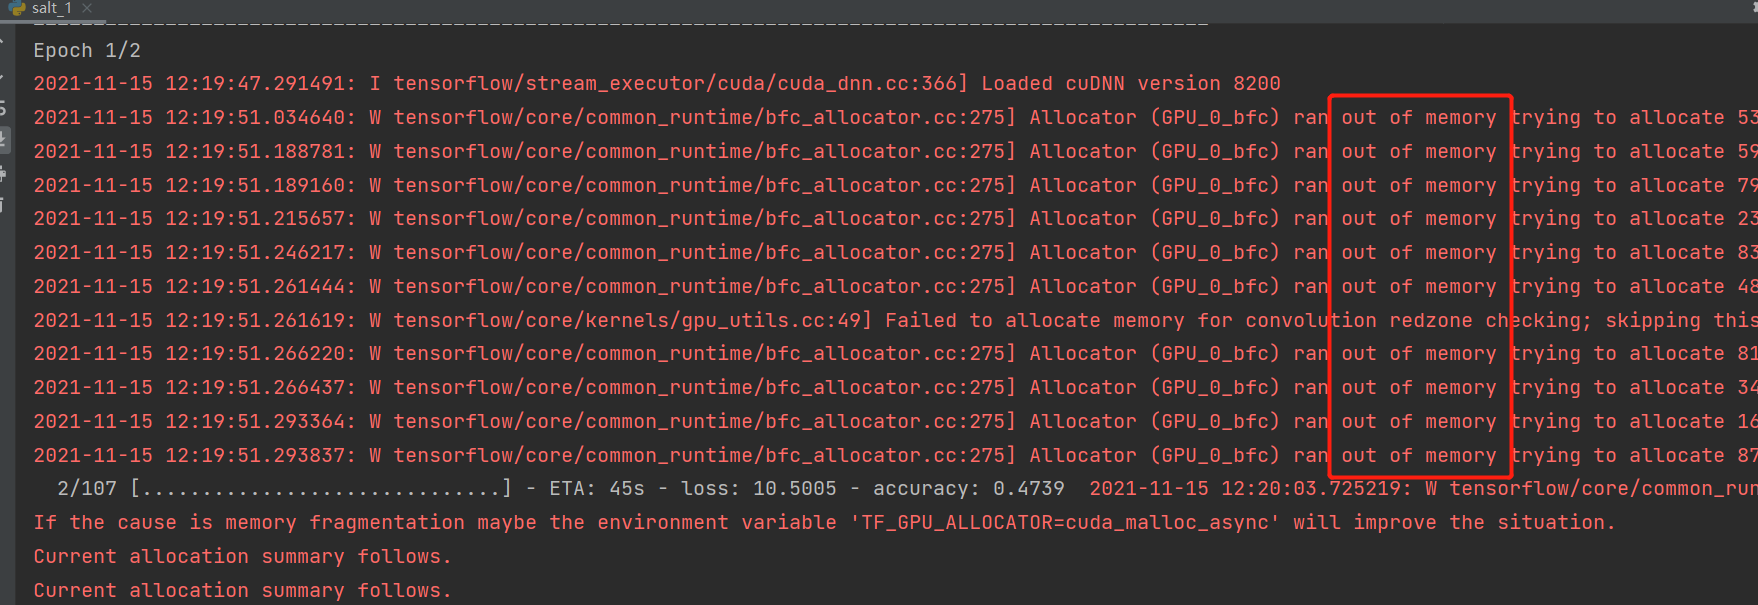 salt_1
Epoch 1/2
2021-11-15 12:19:47.291491: I tensorflow/stream_executor/cuda/cuda_dnn.cc:366] Loaded cuDNN version 8200
2021-11-15 12:19:51.034640: W tensorflow/core/common_runtime/bfc_allocator.cc:275] Allocator (GPU_0_bfc) ran out of memory trying to allocate 53
2021-11-15 12:19:51.188781: W tensorflow/core/common_runtime/bfc_allocator.cc:275] Allocator (GPU_0_bfc) ran out of memory trying to allocate 59
2021-11-15 12:19:51.189160: W tensorflow/core/common_runtime/bfc_allocator.cc:275] Allocator (GPU_0_bfc) ran out of memory trying to allocate 79
2021-11-15 12:19:51.215657: W tensorflow/core/common_runtime/bfc_allocator.cc:275] Allocator (GPU_0_bfc) ran out of memory trying to allocate 23
2021-11-15 12:19:51.246217: W tensorflow/core/common_runtime/bfc_allocator.cc:275] Allocator (GPU_0_bfc) ran out of memory trying to allocate 83
2021-11-15 12:19:51.261444: W tensorflow/core/common_runtime/bfc_allocator.cc:275] Allocator (GPU_0_bfc) ran out of memory trying to allocate 48
2021-11-15 12:19:51.261619: W tensorflow/core/kernels/gpu_utils.cc:49] Failed to allocate memory for convolution redzone checking; skipping this
2021-11-15 12:19:51.266220: W tensorflow/core/common_runtime/bfc_allocator.cc:275] Allocator (GPU_0_bfc) ran out of memory trying to allocate 81
2021-11-15 12:19:51.266437: W tensorflow/core/common_runtime/bfc_allocator.cc:275] Allocator (GPU_0_bfc) ran out of memory trying to allocate 34
2021-11-15 12:19:51.293364: W tensorflow/core/common_runtime/bfc_allocator.cc:275] Allocator (GPU_0_bfc) ran out of memory trying to allocate 16
2021-11-15 12:19:51.293837: W tensorflow/core/common_runtime/bfc_allocator.cc:275] Allocator (GPU_0_bfc) ran out of memory trying to allocate 87
2/107 [..............................] - ETA: 45s - loss: 10.5005 - accuracy: 0.4739 2021-11-15 12:20:03.725219: W tensorflow/core/common_run
If the cause is memory fragmentation maybe the environment variable 'TF_GPU_ALLOCATOR=cuda_malloc_async' will improve the situation.
Current allocation summary follows.
Current allocation summary follows.